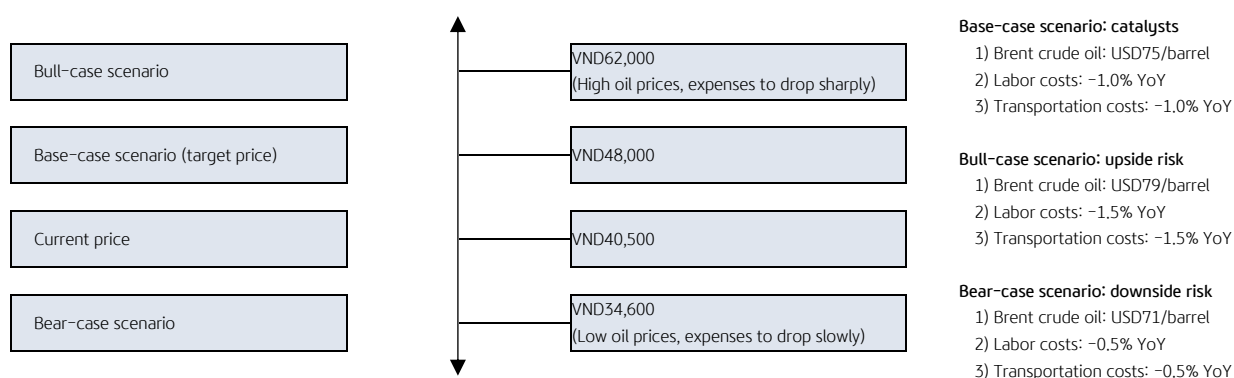 Bull-case scenario
VND62,000
(High oil prices, expenses to drop sharply)
Base-case scenario (target price)
VND48,000
Current price
VND40,500
Bear-case scenario
VND34,600
(Low oil prices, expenses to drop slowly)
Base-case scenario: catalysts
1) Brent crude oil: USD75/barrel
2) Labor costs: -1.0% YoY
3) Transportation costs: -1.0% YoY
Bull-case scenario: upside risk
1) Brent crude oil: USD79/barrel
2) Labor costs: -1.5% YoY
3) Transportation costs: -1.5% YoY
Bear-case scenario: downside risk
1) Brent crude oil: USD71/barrel
2) Labor costs: -0.5% YoY
3) Transportation costs: -0.5% YoY